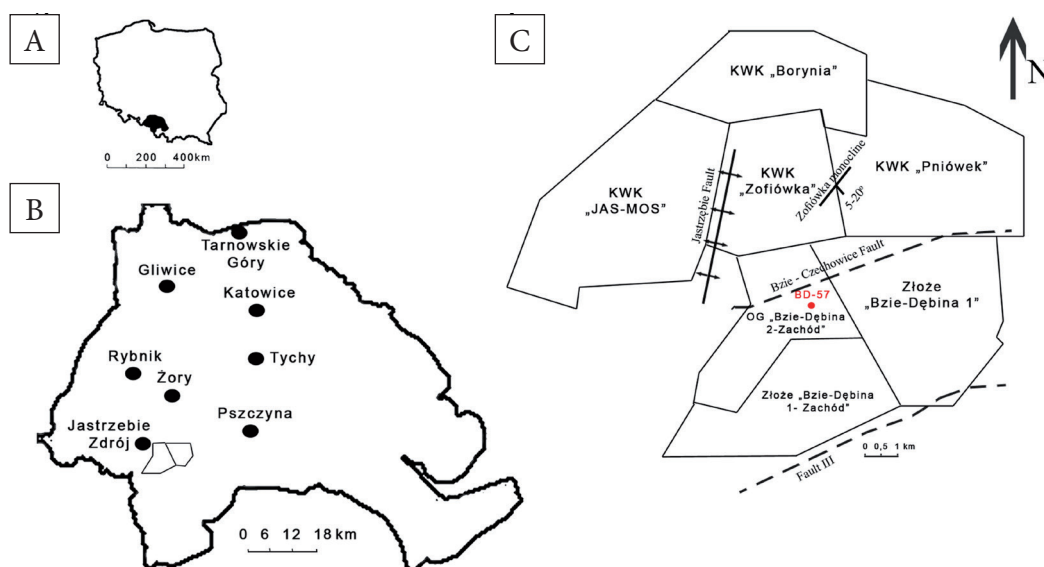 A
0 200 400km
B
Tarnowskie
Góry
Gliwice
Katowice
Rybnik
Tychy
Żory
Pszczyna
Jastrzebie
Zdrój
0 6 12 18 km
C
N
KWK „Borynia”
KWK
„JAS-MOS”
Jastrzębie Fault
KWK
„Zofiówka”
Zofiówka monocline
5-20°
KWK „Pniówek”
Bzie - Czechowice Fault
BD-57
OG „Bzie-Dębina
2-Zachód”
Złoże
„Bzie-Dębina 1”
Złoże „Bzie-Dębina
1- Zachód”
0 0,5 1 km
Fault III